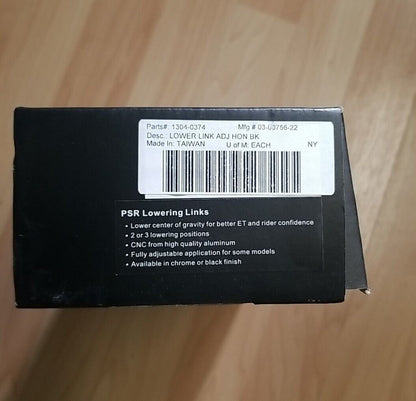 Parts#: 1304-0374 Mfg # 03-00756-22
Desc.: LOWER LINK ADJ HON BK
Made In: TAIWAN U of M: EACH NY
PSR Lowering Links
• Lower center of gravity for better ET and rider confidence
• 2 or 3 lowering positions
• CNC from high quality aluminum
• Fully adjustable application for some models
• Available in chrome or black finish